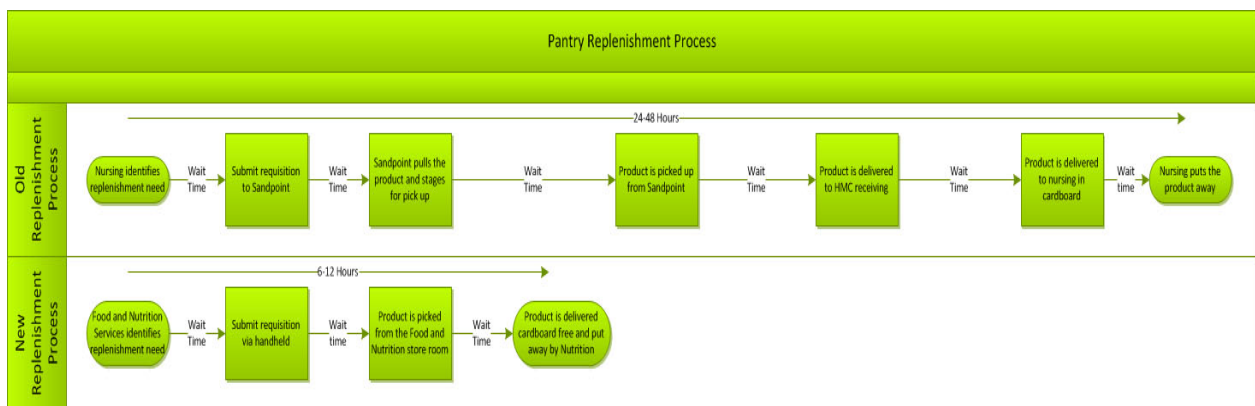 Pantry Replenishment Process
Old
Replenishment
Process
24-48 Hours
Nursing identifies
replenishment need
Wait
Time
Submit requisition
to Sandpoint
Wait
Time
Sandpoint pulls the
product and stages
for pick up
Wait
Time
Product is picked up
from Sandpoint
Wait
Time
Product is delivered
to HMC receiving
Wait
Time
Product is delivered
to nursing in
cardboard
Wait
time
Nursing puts the
product away
New
Replenishment
Process
6-12 Hours
Food and Nutrition
Services identifies
replenishment need
Wait
Time
Submit requisition
via handheld
Wait
time
Product is picked
from the Food and
Nutrition store room
Wait
Time
Product is delivered
cardboard free and put
away by Nutrition